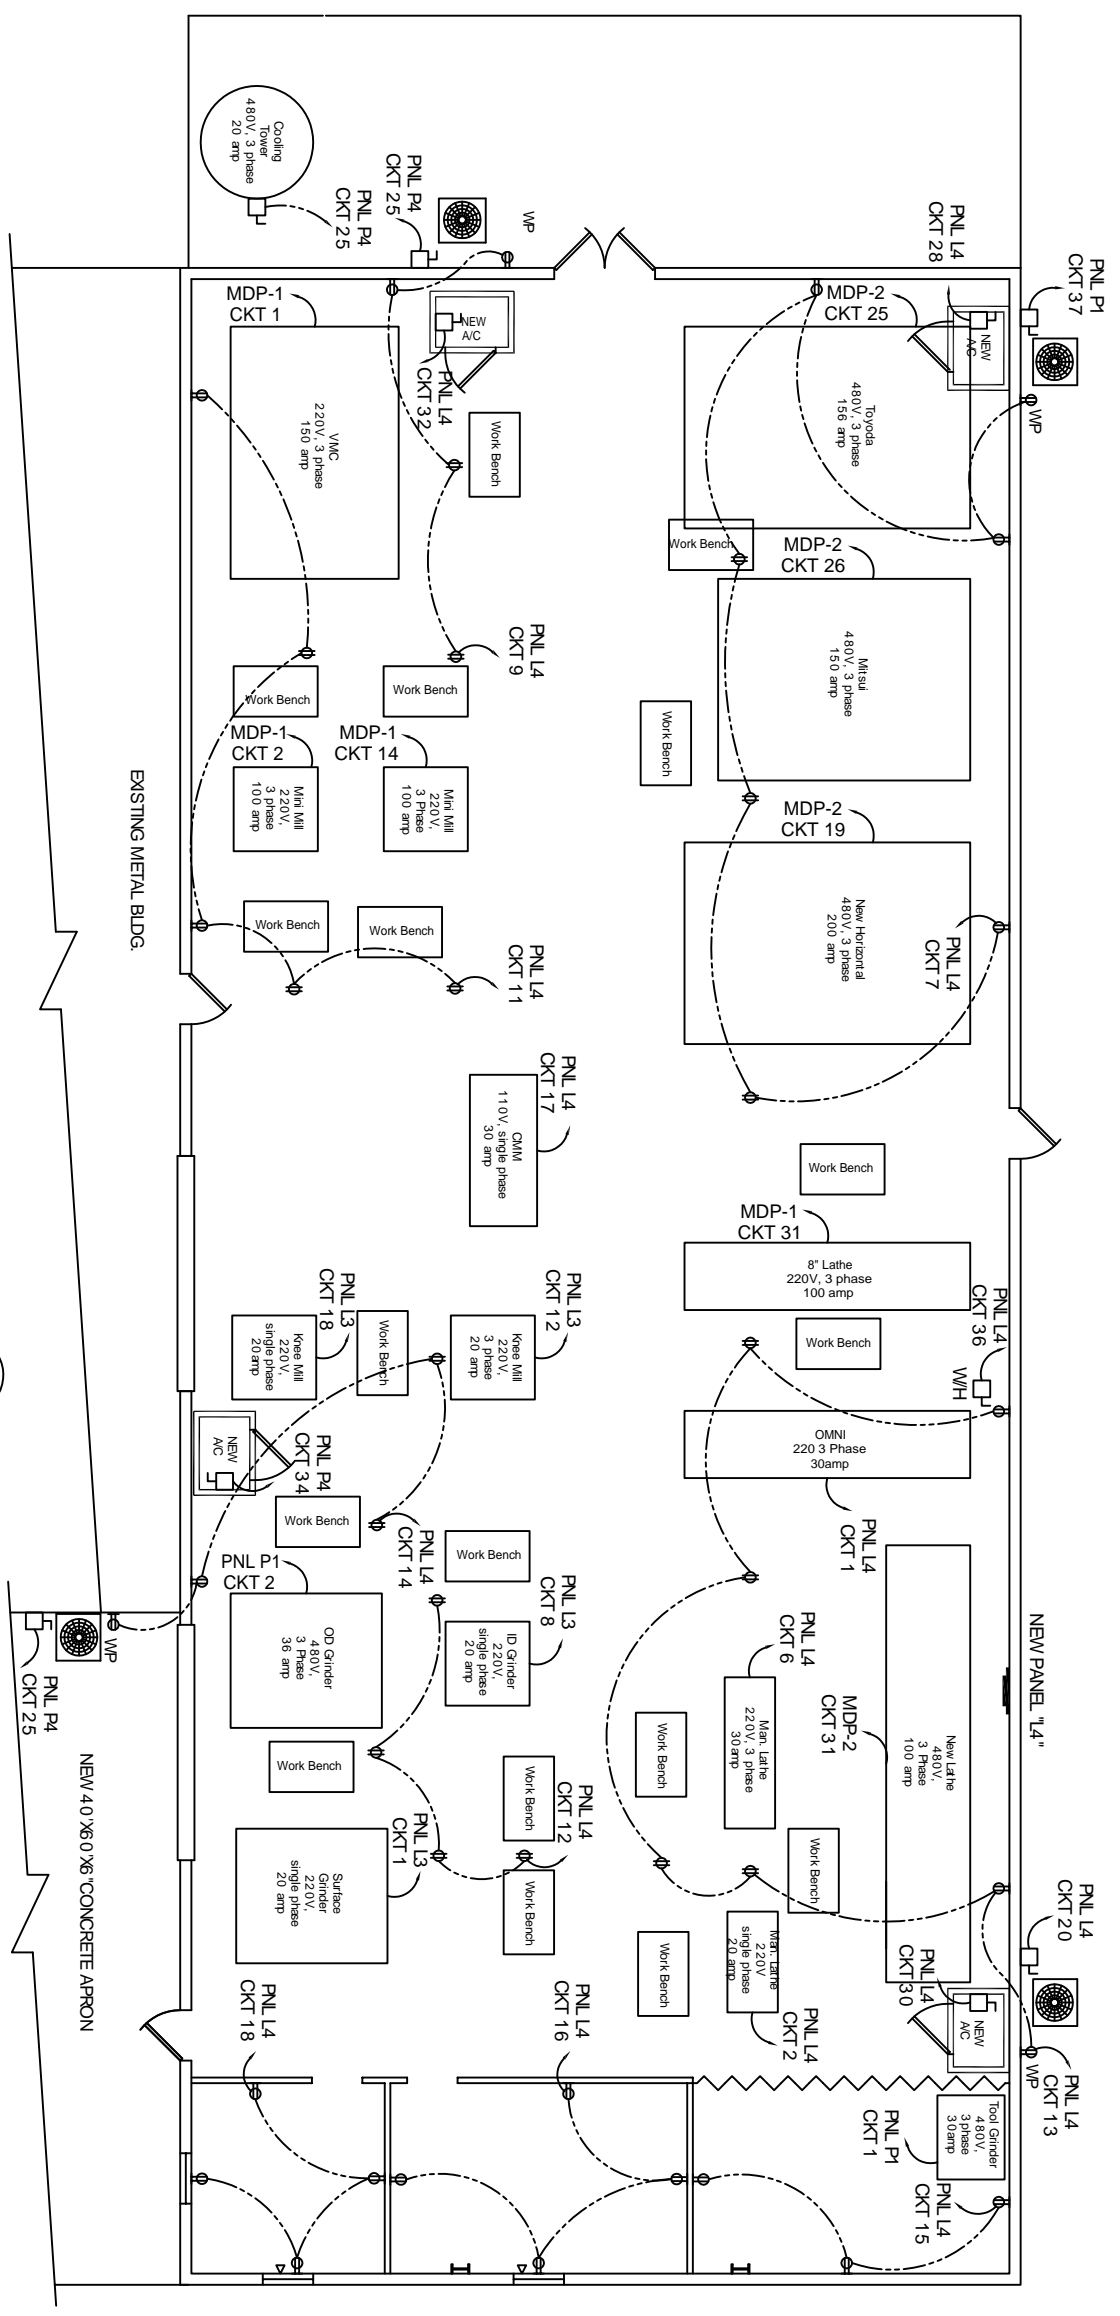 Cooling
Tower
480V, 3 phase
20 amp
PNL P4
CKT 25
PNL P4
CKT 25
WP
PNL L4
CKT 28
PNL P1
CKT 37
MDP-1
CKT 1
NEW
A/C
MDP-2
CKT 25
NEW
A/C
WP
VMC
220V, 3 phase
150 amp
PNL L4
CKT 32
Work Bench
Toyoda
480V, 3 phase
156 amp
Work Bench
MDP-2
CKT 26
PNL L4
CKT 9
Mitsui
480V, 3 phase
150 amp
Work Bench
Work Bench
Work Bench
MDP-1
CKT 2
MDP-1
CKT 14
Mini Mill
220V,
3 Phase
100 amp
Mini Mill
220V,
3 Phase
100 amp
MDP-2
CKT 19
EXISTING METAL BLDG.
Work Bench
Work Bench
New Horizontal
480V, 3 phase
200 amp
PNL L4
CKT 7
PNL L4
CKT 11
PNL L4
CKT 17
CMM
110V, single phase
30 amp
Work Bench
MDP-1
CKT 31
8" Lathe
220V, 3 phase
100 amp
PNL L3
CKT 18
PNL L3
CKT 12
Knee Mill
220V,
single phase
20amp
Work Bench
Knee Mill
220V,
3 phase
20 amp
Work Bench
PNL L4
CKT 36
W/H
NEW
A/C
PNL P4
CKT 34
OMNI
220 3 Phase
30amp
Work Bench
PNL L4
CKT 14
Work Bench
PNL L4
CKT 1
PNL P1
CKT 2
PNL L3
CKT 8
OD Grinder
480V,
3 Phase
36 amp
ID Grinder
220V,
single phase
20 amp
WP
PNL P4
CKT 25
PNL L4
CKT 6
Man. Lathe
220V, 3 phase
30amp
MDP-2
CKT 31
New Lathe
480V,
3 Phase
100 amp
NEW PANEL "L4"
Work Bench
Work Bench
Work Bench
PNL L4
CKT 12
NEW 40'X60'X6"CONCRETE APRON
Surface
Grinder
220V,
single phase
20 amp
PNL L3
CKT 1
Work Bench
Work Bench
Work Bench
Man. Lathe
220V
single phase
20 amp
PNL L4
CKT 2
PNL L4
CKT 20
PNL L4
CKT 30
NEW
A/C
WP
PNL L4
CKT 13
PNL L4
CKT 18
PNL L4
CKT 16
Tool Grinder
480V,
3 phase
30amp
PNL P1
CKT 1
PNL L4
CKT 15